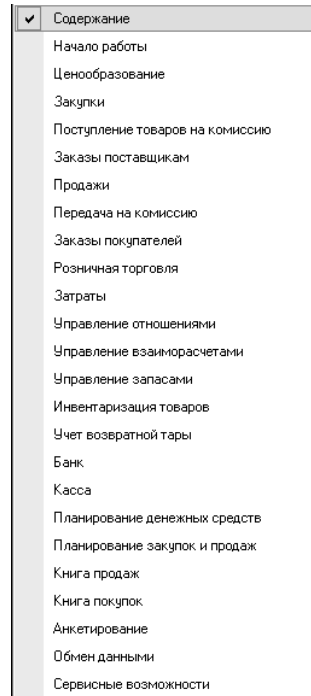 Содержание
Начало работы
Ценообразование
Закупки
Поступление товаров на комиссию
Заказы поставщикам
Продажи
Передача на комиссию
Заказы покупателей
Розничная торговля
Затраты
Управление отношениями
Управление взаиморасчетами
Управление запасами
Инвентаризация товаров
Учет возвратной тары
Банк
Касса
Планирование денежных средств
Планирование закупок и продаж
Книга продаж
Книга покупок
Анкетирование
Обмен данными
Сервисные возможности